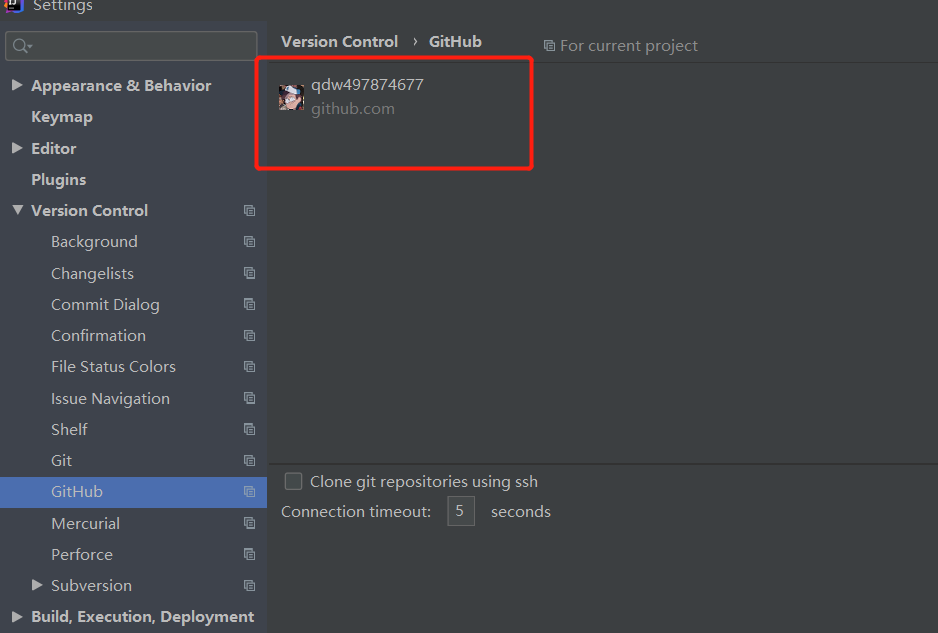 Settings
Version Control › GitHub
For current project
Appearance & Behavior
Keymap
Editor
Plugins
Version Control
Background
Changelists
Commit Dialog
Confirmation
File Status Colors
Issue Navigation
Shelf
Git
GitHub
Mercurial
Perforce
Subversion
Build, Execution, Deployment
qdw497874677
github.com
Clone git repositories using ssh
Connection timeout: 5 seconds